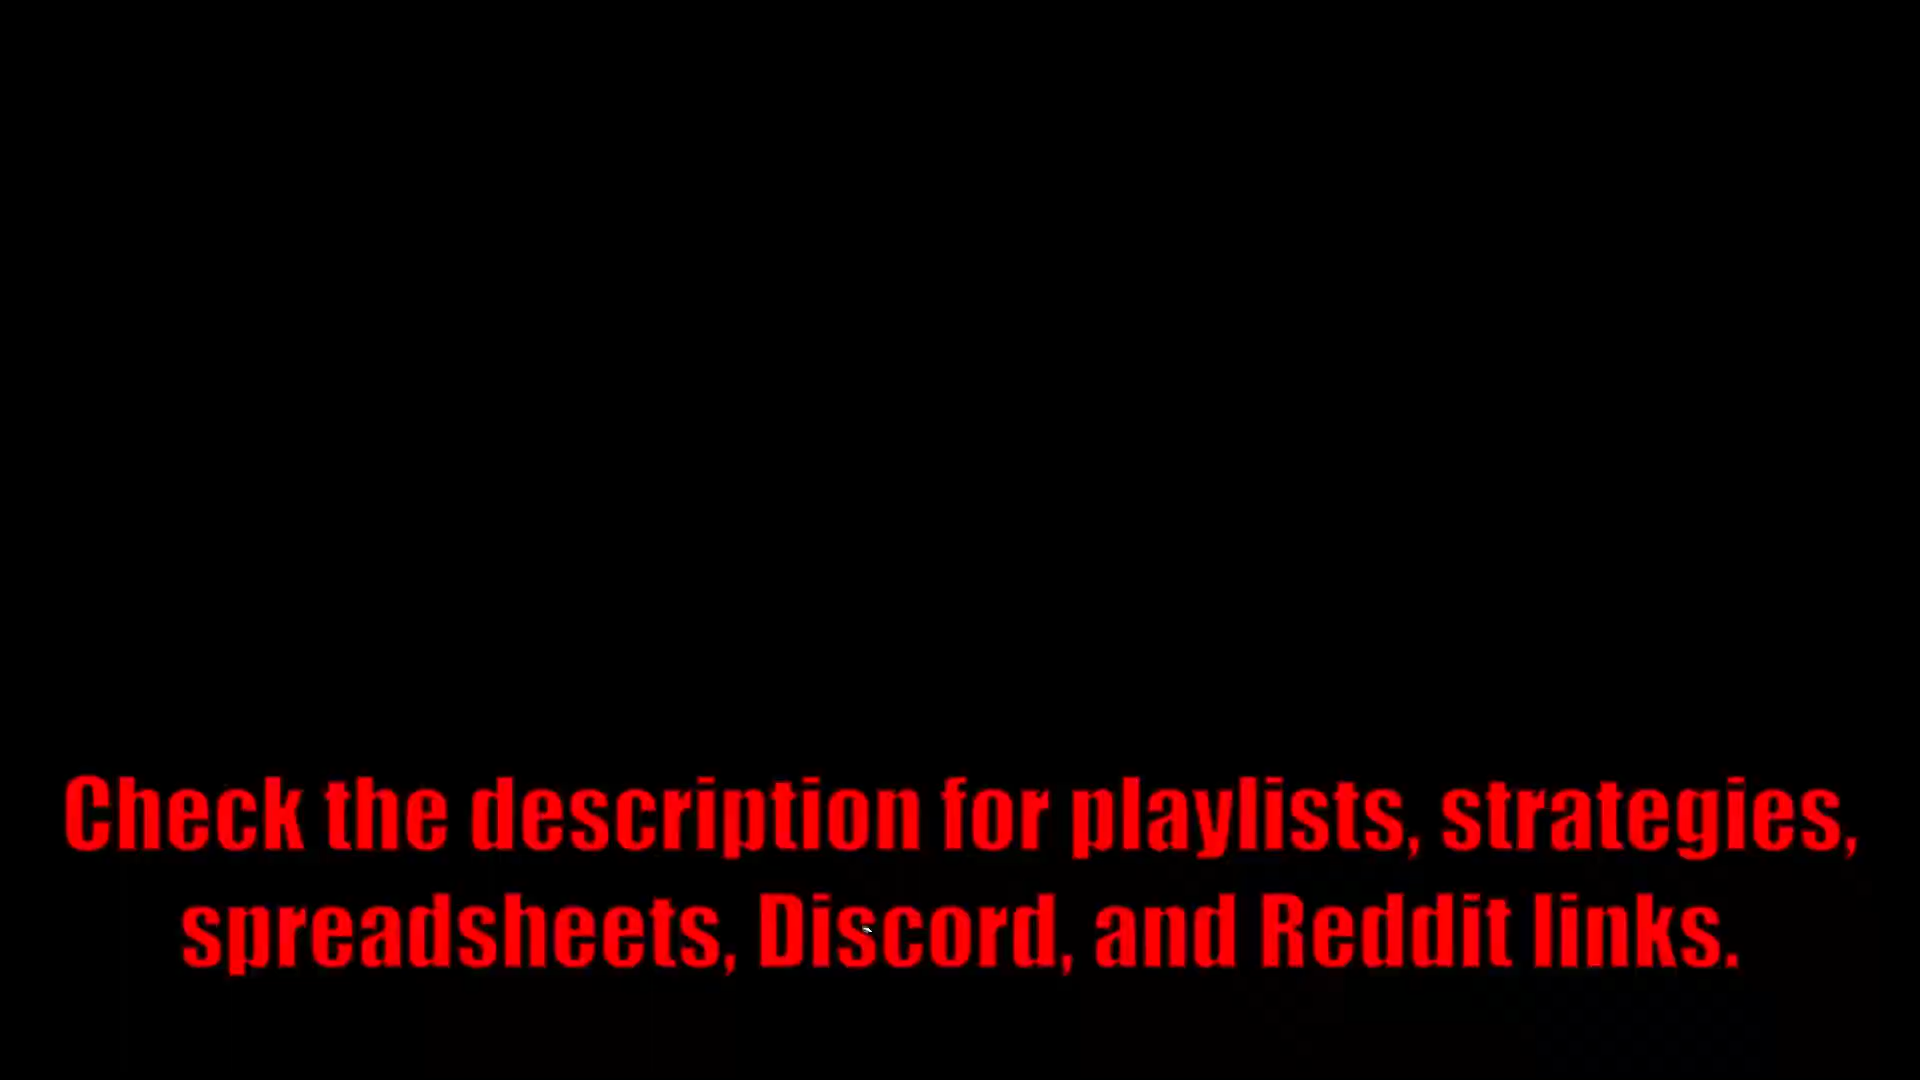 Check the description for playlists, strategies,
spreadsheets, Discord, and Reddit links.